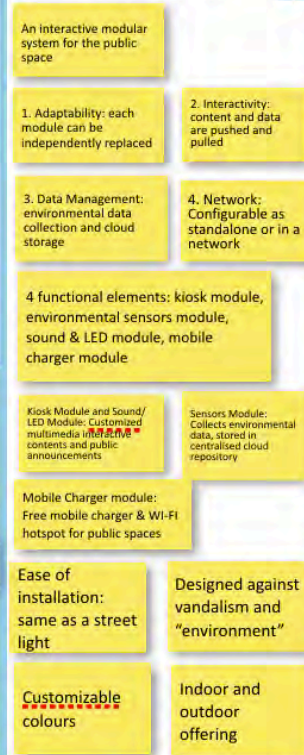 An interactive modular
system for the public
space
1. Adaptability: each
module can be
independently replaced
2. Interactivity:
content and data
are pushed and
pulled
3. Data Management:
environmental data
collection and cloud
storage
4. Network:
Configurable as
standalone or in a
network
4 functional elements: kiosk module,
environmental sensors module,
sound & LED module, mobile
charger module
Kiosk Module and Sound/
LED Module: Customized
multimedia interactive
contents and public
announcements
Sensors Module:
Collects environmental
data, stored in
centralised cloud
repository
Mobile Charger module:
Free mobile charger & WI-FI
hotspot for public spaces
Ease of
installation:
same as a street
light
Designed against
vandalism and
"environment"
Customizable
colours
Indoor and
outdoor
offering